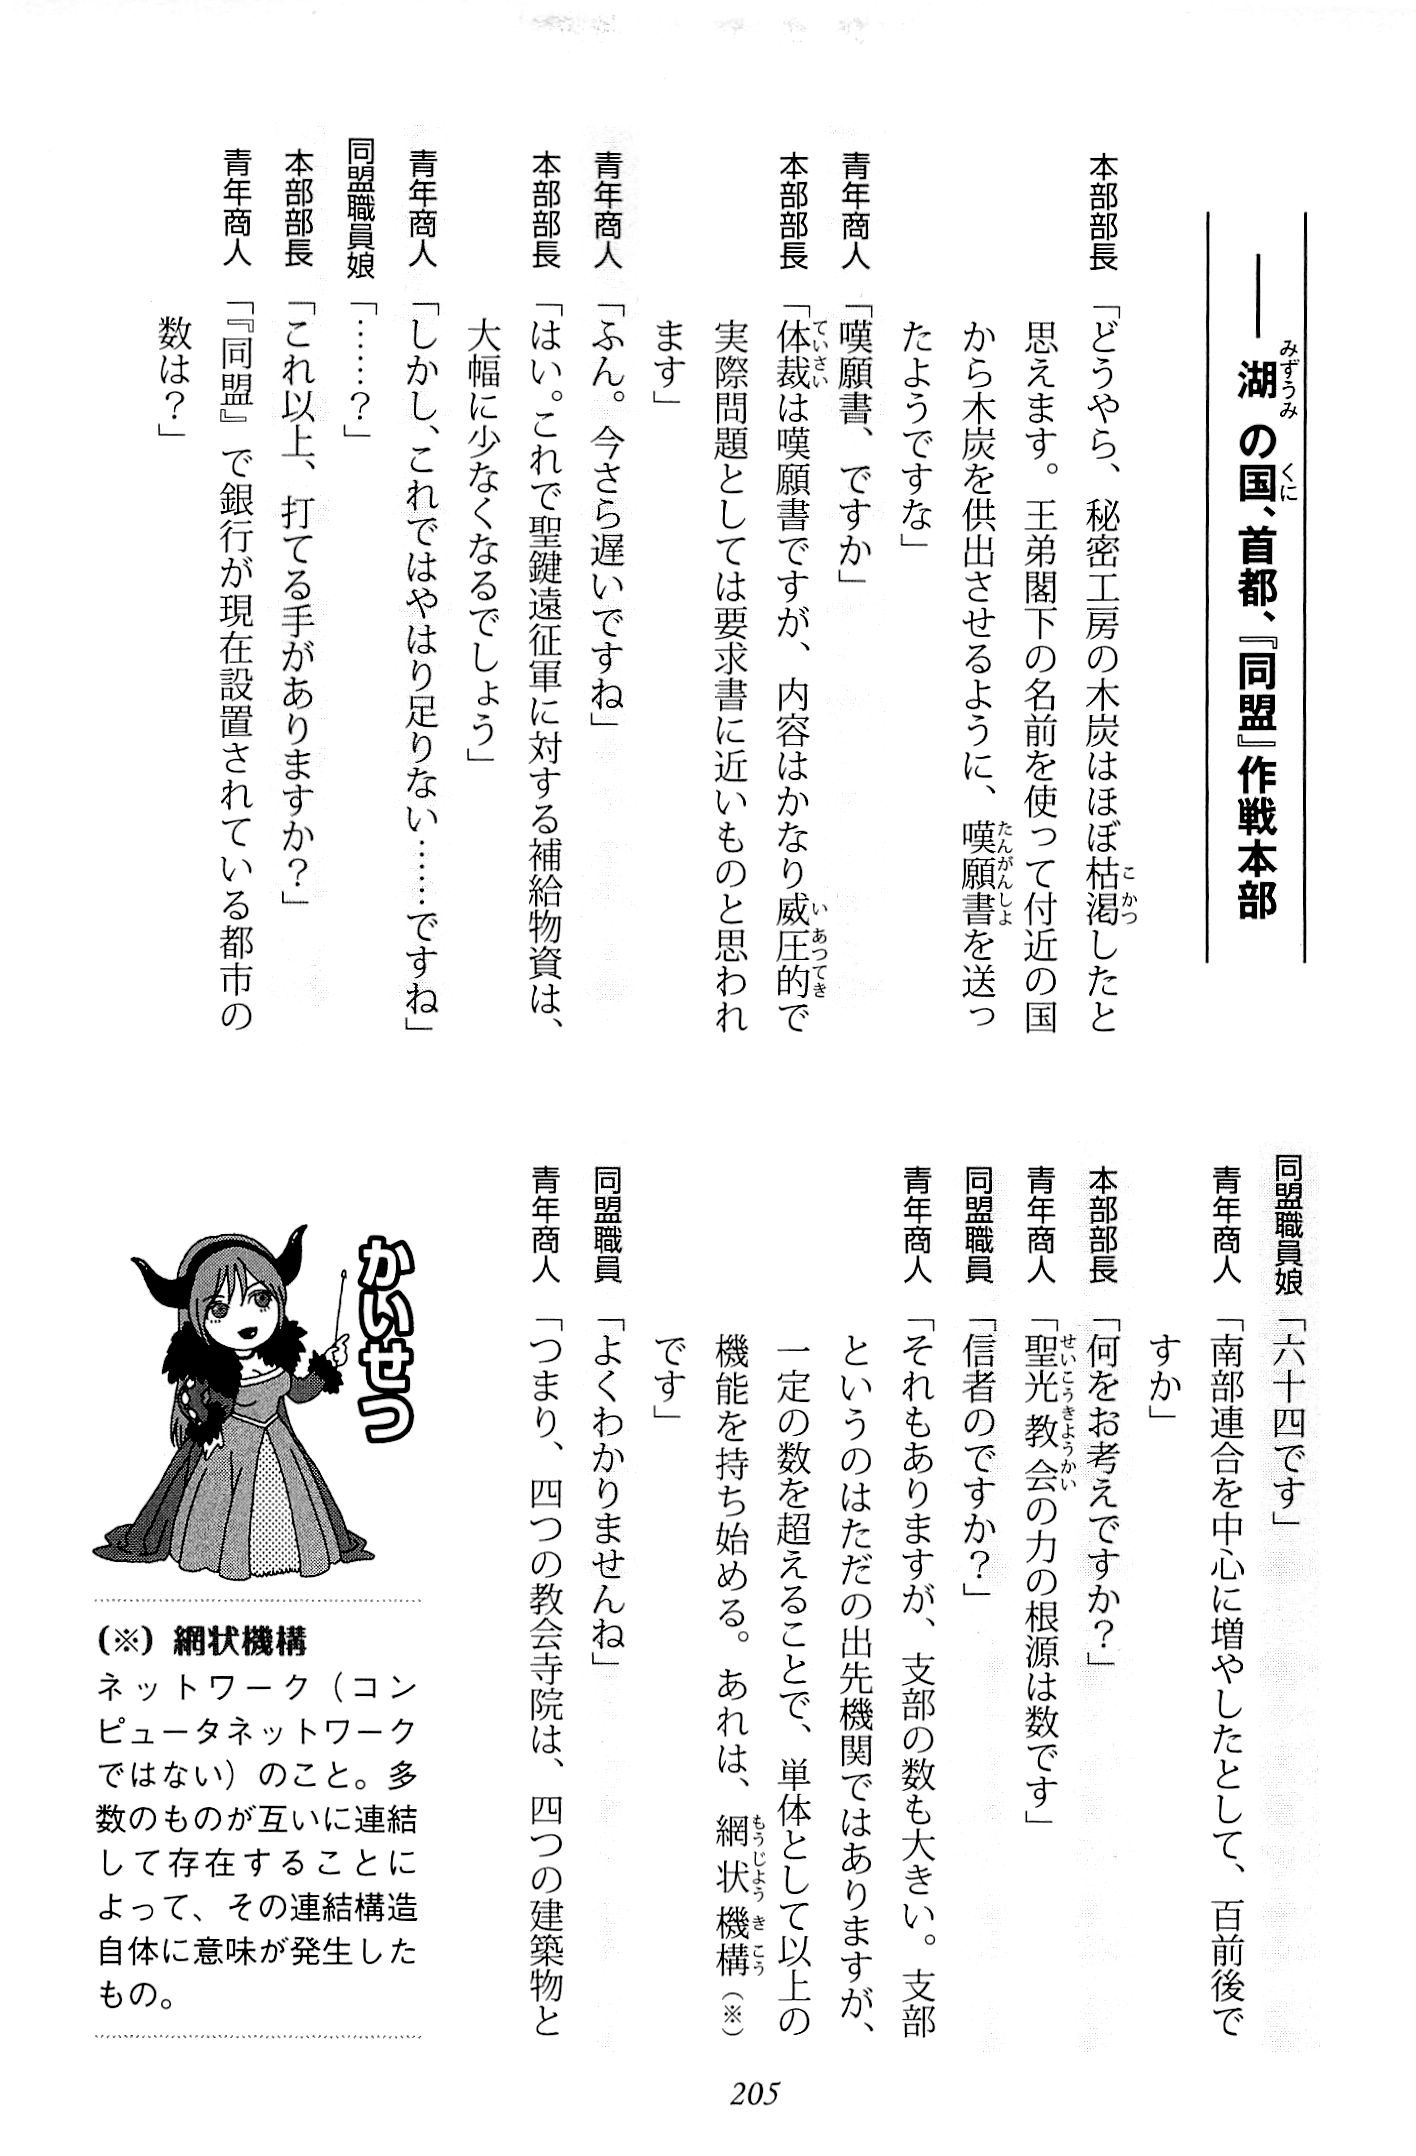 ――湖の国、首都、『同盟』作戦本部
本部部長「どうやら、秘密工房の木炭はほぼ枯渇したと
思えます。王弟閣下の名前を使って付近の国
から木炭を供出させるように、嘆願書を送っ
たようですな」
青年商人「嘆願書、ですか」
本部部長「体裁は嘆願書ですが、内容はかなり威圧的で
実際問題としては要求書に近いものと思われ
ます」
青年商人「ふん。今さら遅いですね」
本部部長「はい。これで聖鍵遠征軍に対する補給物資は、
大幅に少なくなるでしょう」
青年商人「しかし、これではやはり足りない……ですね」
同盟職員娘「……?」
本部部長「これ以上、打てる手がありますか?」
青年商人「『同盟』で銀行が現在設置されている都市の
数は?」
同盟職員娘「六十四です」
青年商人「南部連合を中心に増やしたとして、百前後で
すか」
本部部長「何をお考えですか?」
青年商人「聖光教会の力の根源は数です」
同盟職員「信者のですか?」
青年商人「それもありますが、支部の数も大きい。支部
というのはただの出先機関ではありますが、
一定の数を超えることで、単体として以上の
機能を持ち始める。あれは、網状機構(※)
です」
同盟職員「よくわかりませんね」
青年商人「つまり、四つの教会寺院は、四つの建築物と
かいせつ
(※)網状機構
ネットワーク(コン
ピュータネットワーク
ではない)のこと。多
数のものが互いに連結
して存在することに
よって、その連結構造
自体に意味が発生した
もの。
205